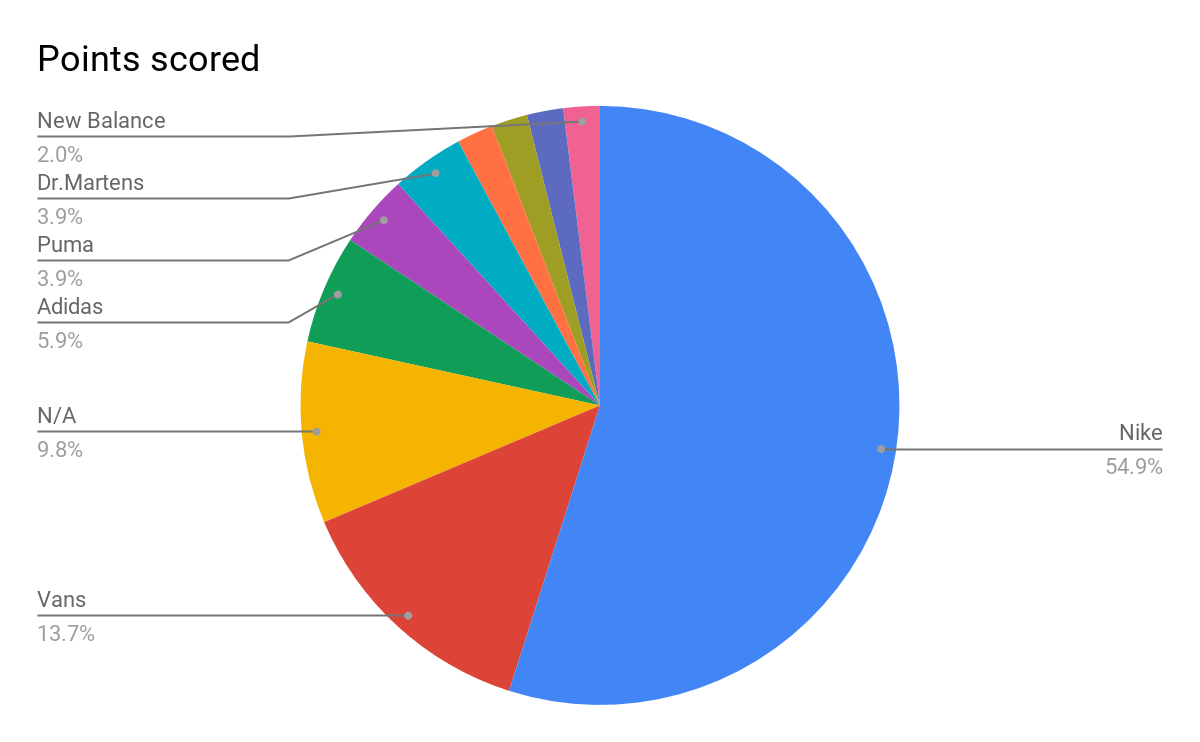 Points scored
New Balance
2.0%
Dr.Martens
3.9%
Puma
3.9%
Adidas
5.9%
N/A
9.8%
Vans
13.7%
Nike
54.9%